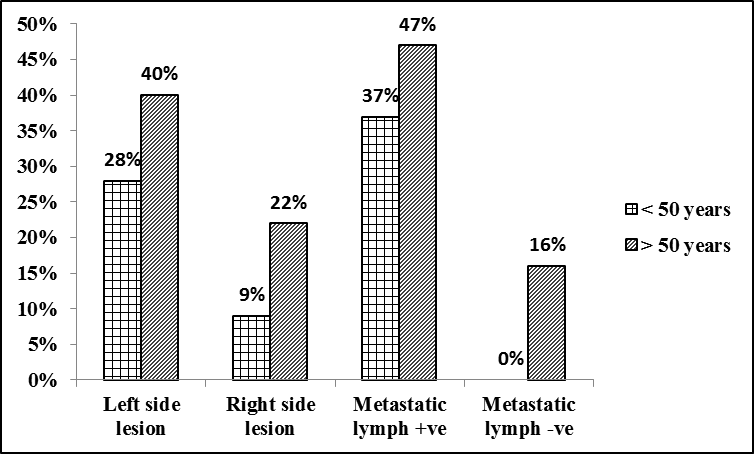 50%
45%
40%
35%
30%
25%
20%
15%
10%
5%
0%
28%
40%
9%
22%
37%
47%
0%
16%
Left side
lesion
Right side
lesion
Metastatic
lymph +ve
Metastatic
lymph -ve
< 50 years
> 50 years